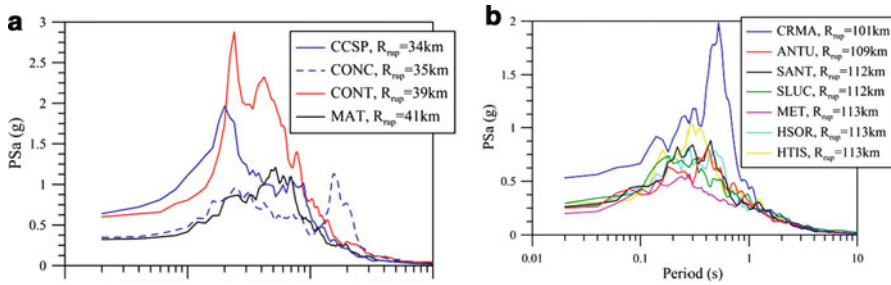 a
3
2.5
2
1.5
1
0.5
0
PSa (g)
CCSP, Rrup=34km
CONC, Rrup=35km
CONT, Rrup=39km
MAT, Rrup=41km
b
2
1.5
1
0.5
0
PSa (g)
CRMA, Rrup=101km
ANTU, Rrup=109km
SANT, Rrup=112km
SLUC, Rrup=112km
MET, Rrup=113km
HSOR, Rrup=113km
HTIS, Rrup=113km
0.01
0.1
1
10
Period (s)